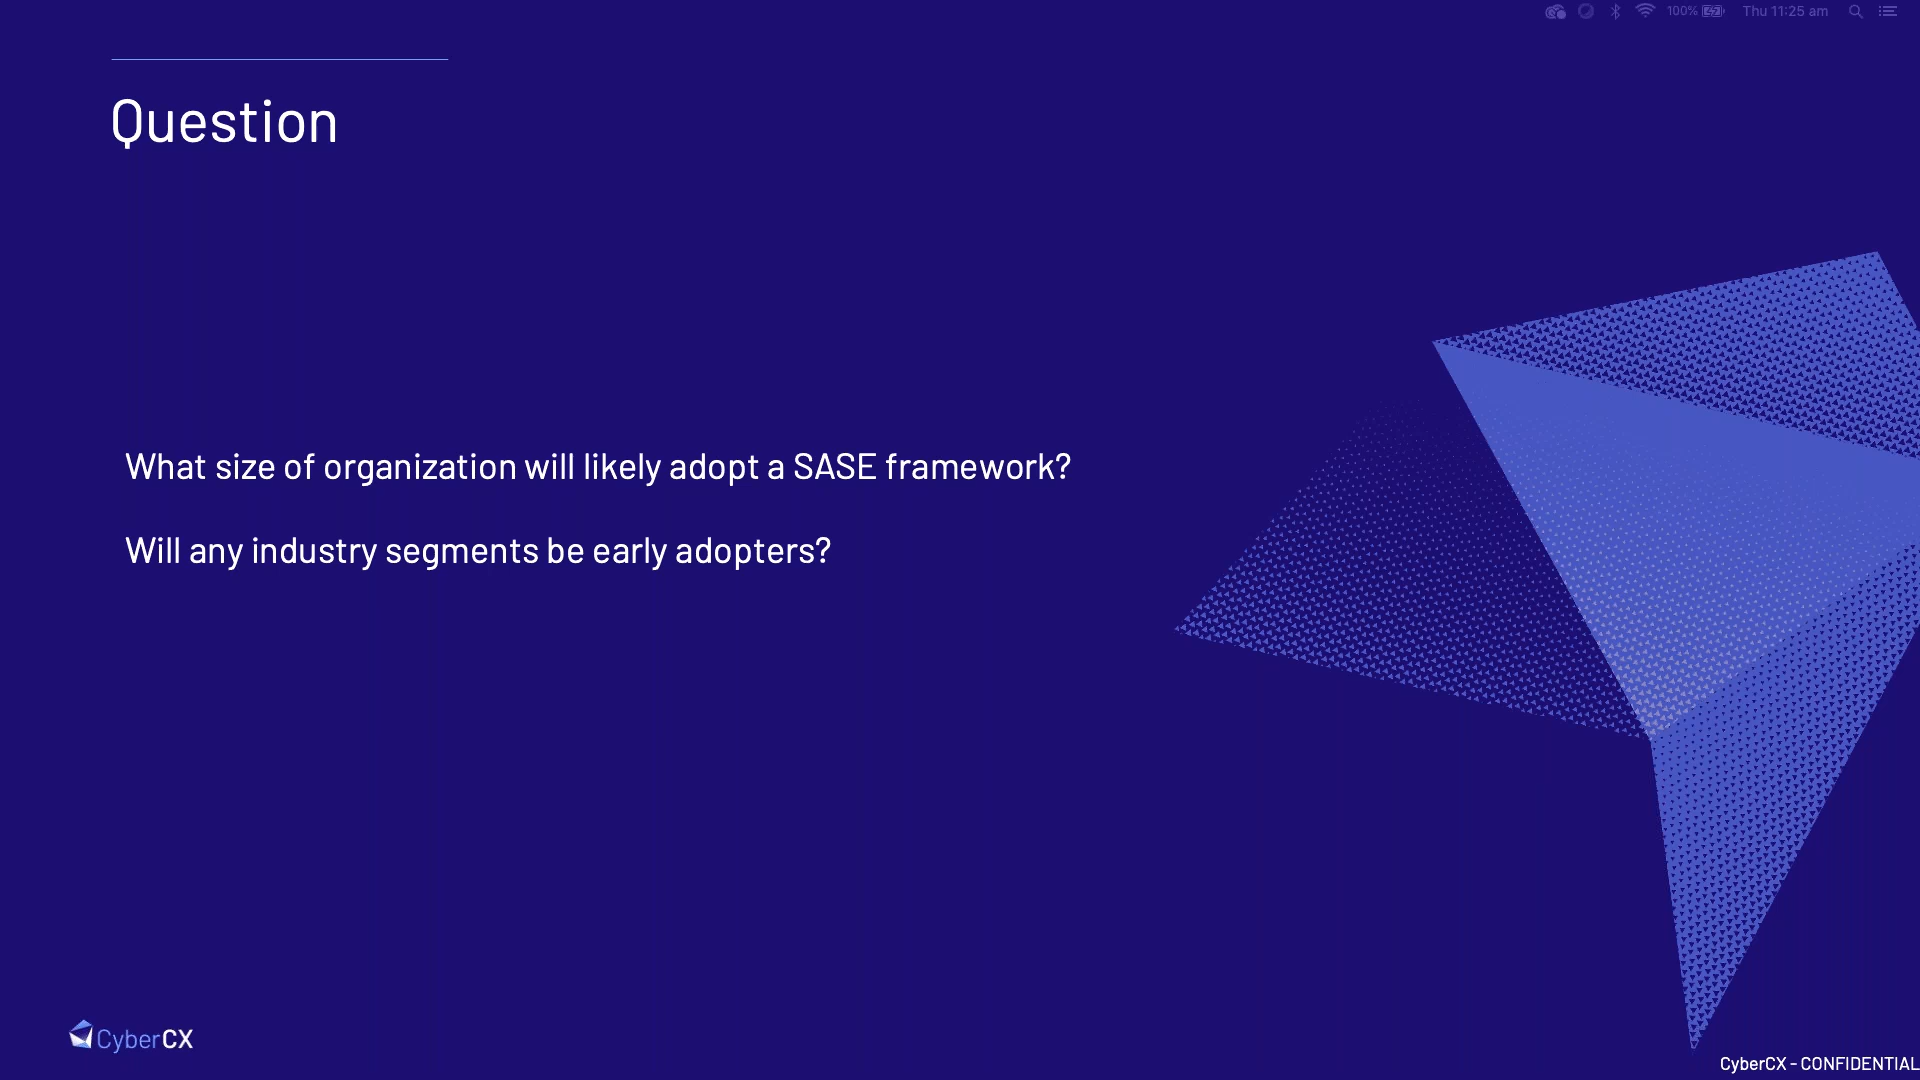 100% Thu 11:25 am
Question
What size of organization will likely adopt a SASE framework?
Will any industry segments be early adopters?
CyberCX
CyberCX - CONFIDENTIAL